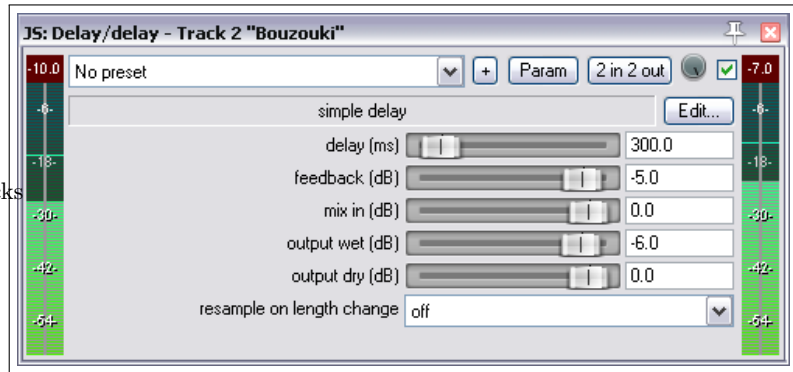 JS: Delay/delay - Track 2 "Bouzouki"
-10.0 No preset + Param 2 in 2 out -7.0
-6- simple delay Edit... -6-
delay (ms) 300.0
-18- -18-
feedback (dB) -5.0
cks
-30- mix in (dB) 0.0 -30-
output wet (dB) -6.0
-42- output dry (dB) 0.0 -42-
resample on length change off
-54- -54-